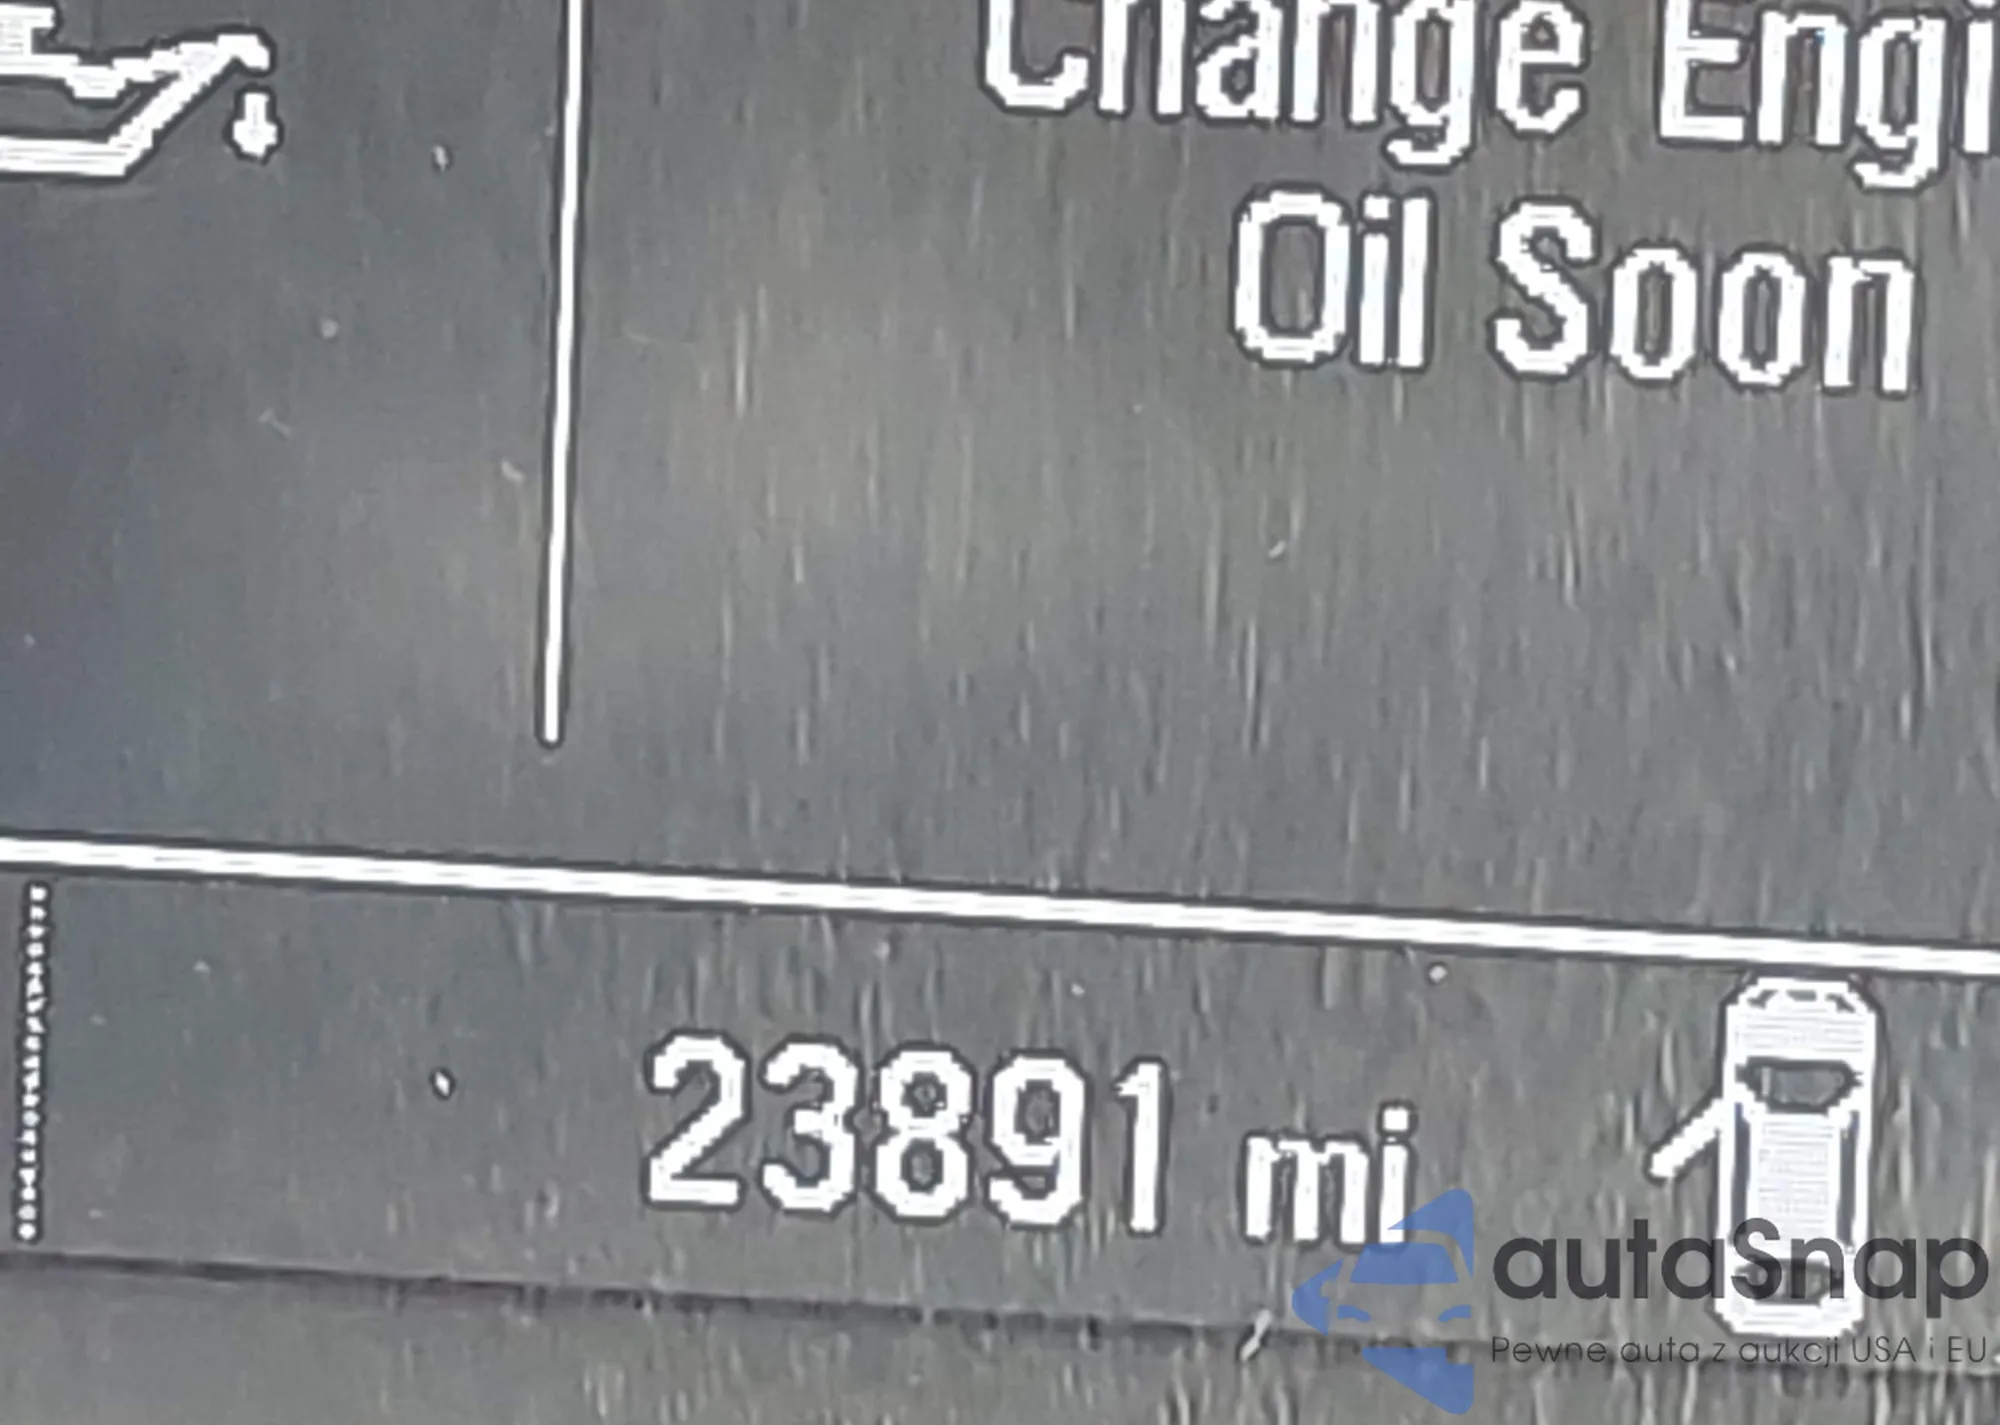 Change Engi
Oil Soon
23891 mi
autaSnap
Pewne auta z aukcji USA i EU